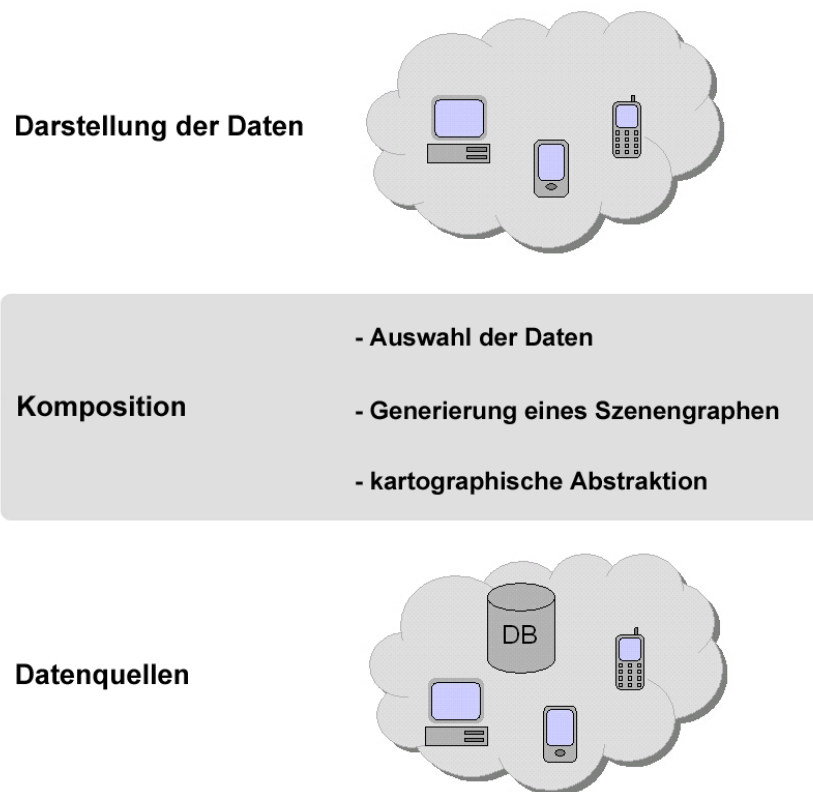 Darstellung der Daten
- Auswahl der Daten
Komposition
- Generierung eines Szenengraphen
- kartographische Abstraktion
DB
Datenquellen